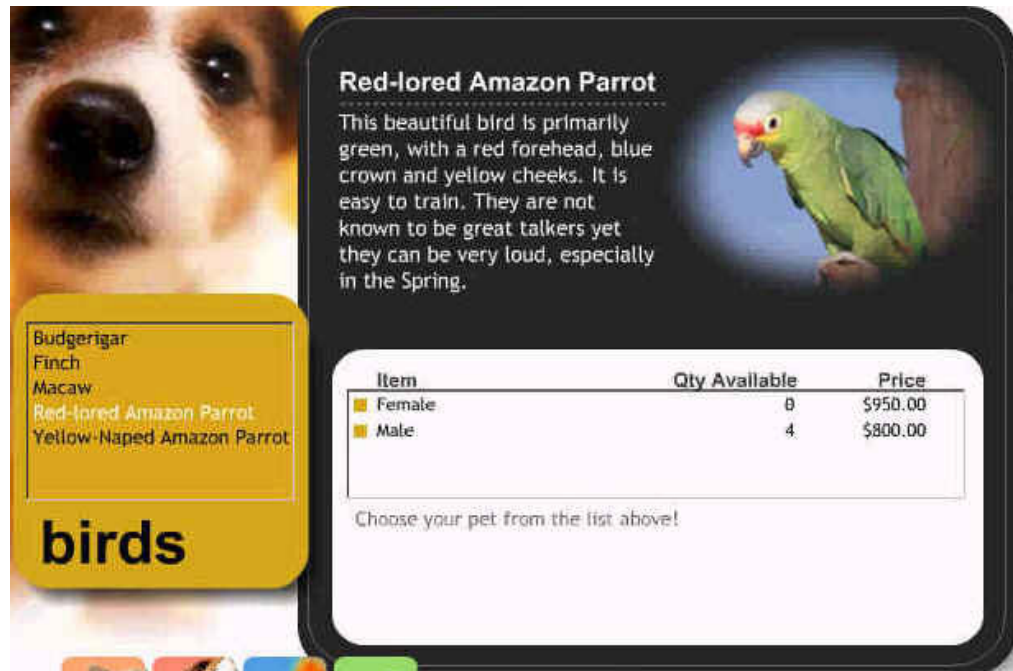 Red-lored Amazon Parrot
This beautiful bird is primarily
green, with a red forehead, blue
crown and yellow cheeks. It is
easy to train. They are not
known to be great talkers yet
they can be very loud, especially
in the Spring.
Budgerigar
Finch
Macaw
Red-lored Amazon Parrot
Yellow-Naped Amazon Parrot
birds
Item Qty Available Price
Female 0 $950.00
Male 4 $800.00
Choose your pet from the list above!